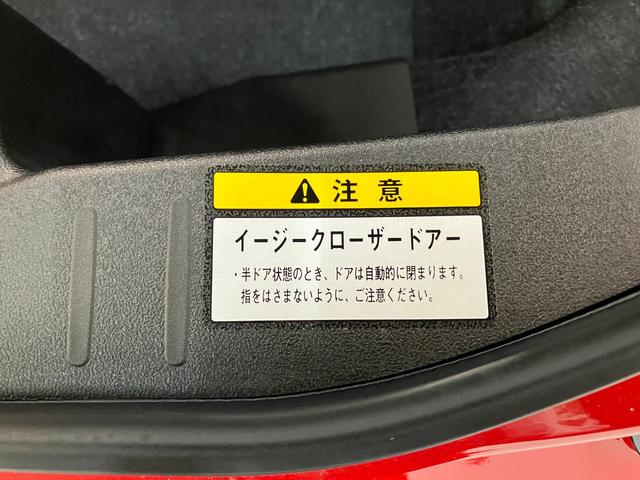 注意
イージークローザードアー
・半ドア状態のとき、ドアは自動的に閉まります。
指をはさまないように、ご注意ください。